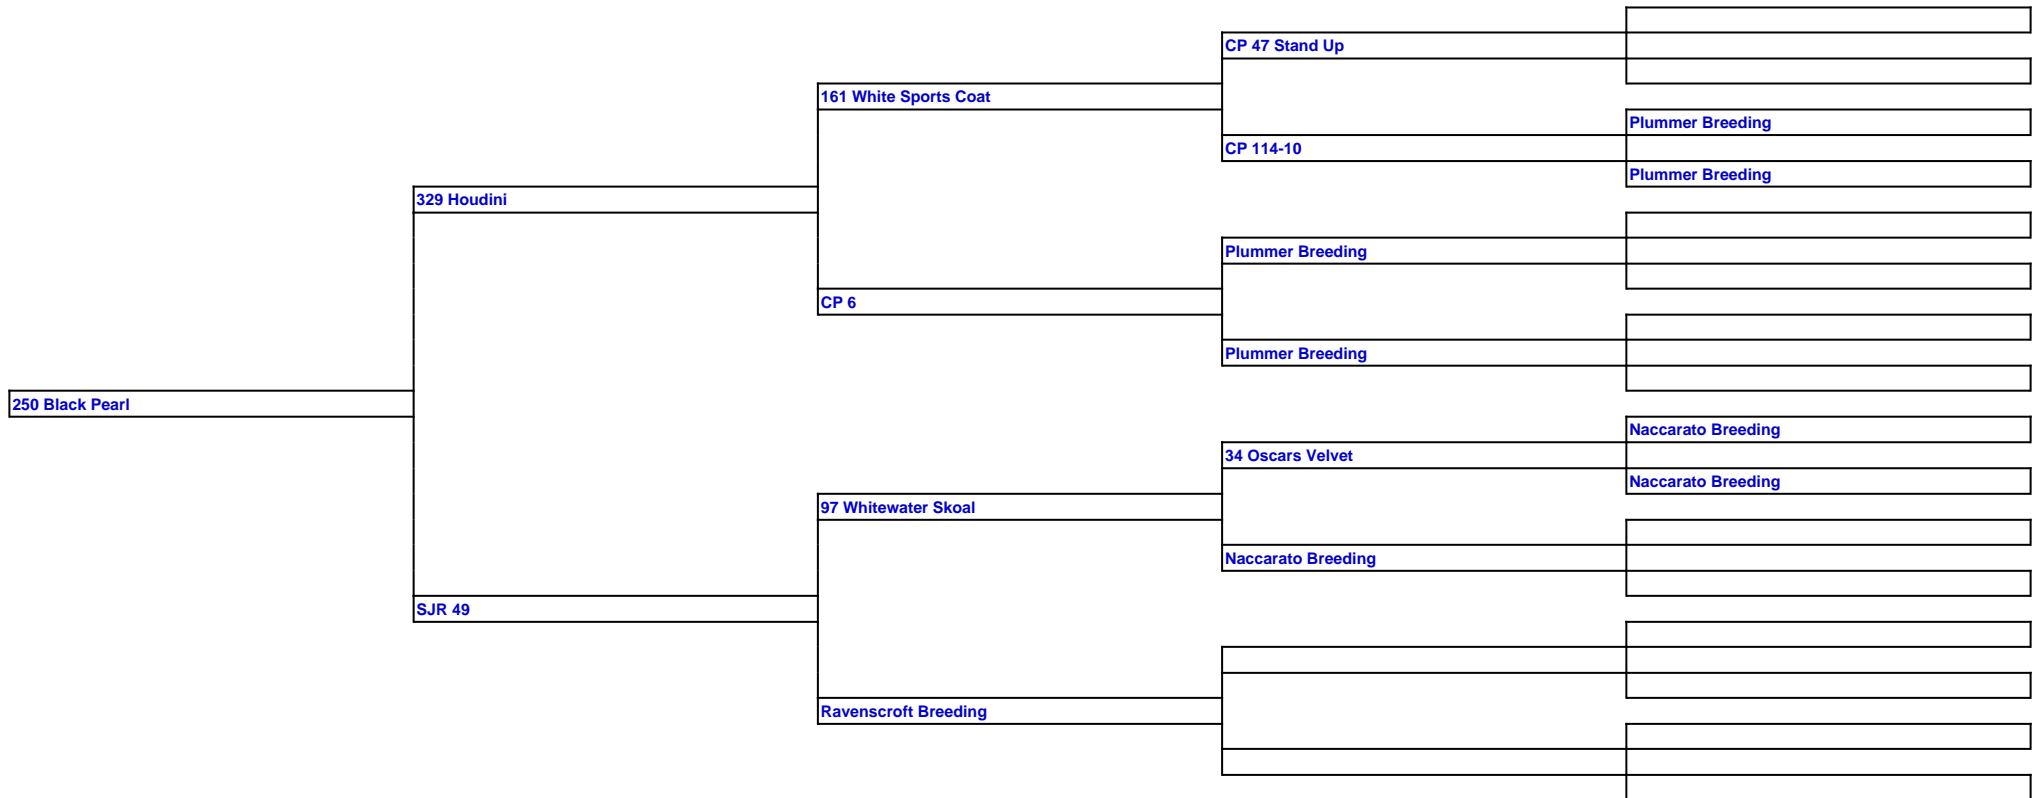 CP 47 Stand Up
161 White Sports Coat
Plummer Breeding
CP 114-10
Plummer Breeding
329 Houdini
Plummer Breeding
CP 6
Plummer Breeding
250 Black Pearl
Naccarato Breeding
34 Oscars Velvet
Naccarato Breeding
97 Whitewater Skoal
Naccarato Breeding
SJR 49
Ravenscroft Breeding